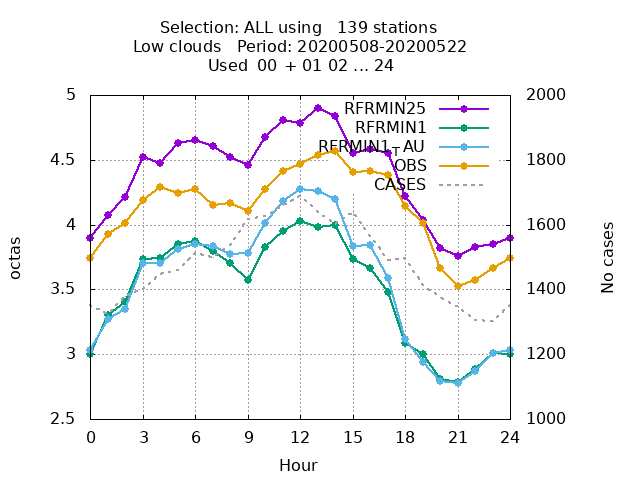 Selection: ALL using   139 stations
Low clouds   Period: 20200508-20200522
Used  00 + 01 02 ... 24
5
4.5
4
3.5
3
2.5
octas
2000
1800
1600
1400
1200
1000
No cases
RFRMIN25
RFRMIN1
RFRMIN1_TAU
OBS
CASES
0 3 6 9 12 15 18 21 24
Hour